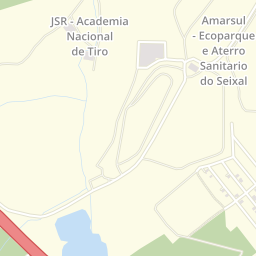 JSR - Academia
Nacional
de Tiro
Amarsul
- Ecoparque
e Aterro
Sanitario
do Seixal